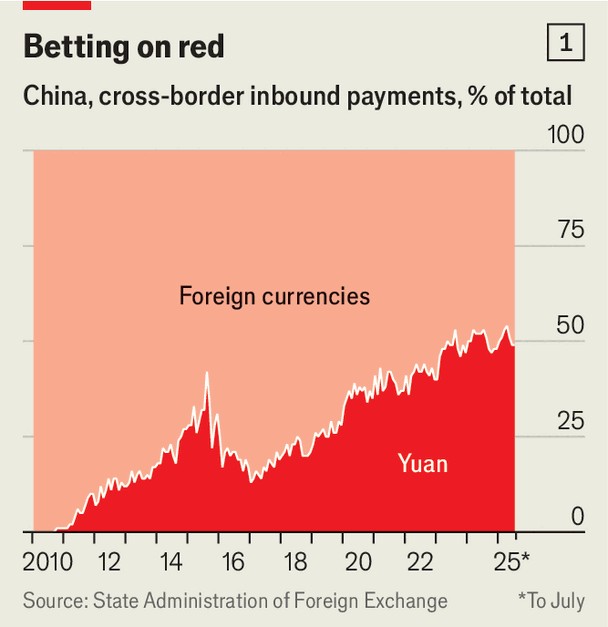 Betting on red
1
China, cross-border inbound payments, % of total
100
75
Foreign currencies
50
25
Yuan
0
2010 12 14 16 18 20 22 25*
Source: State Administration of Foreign Exchange *To July